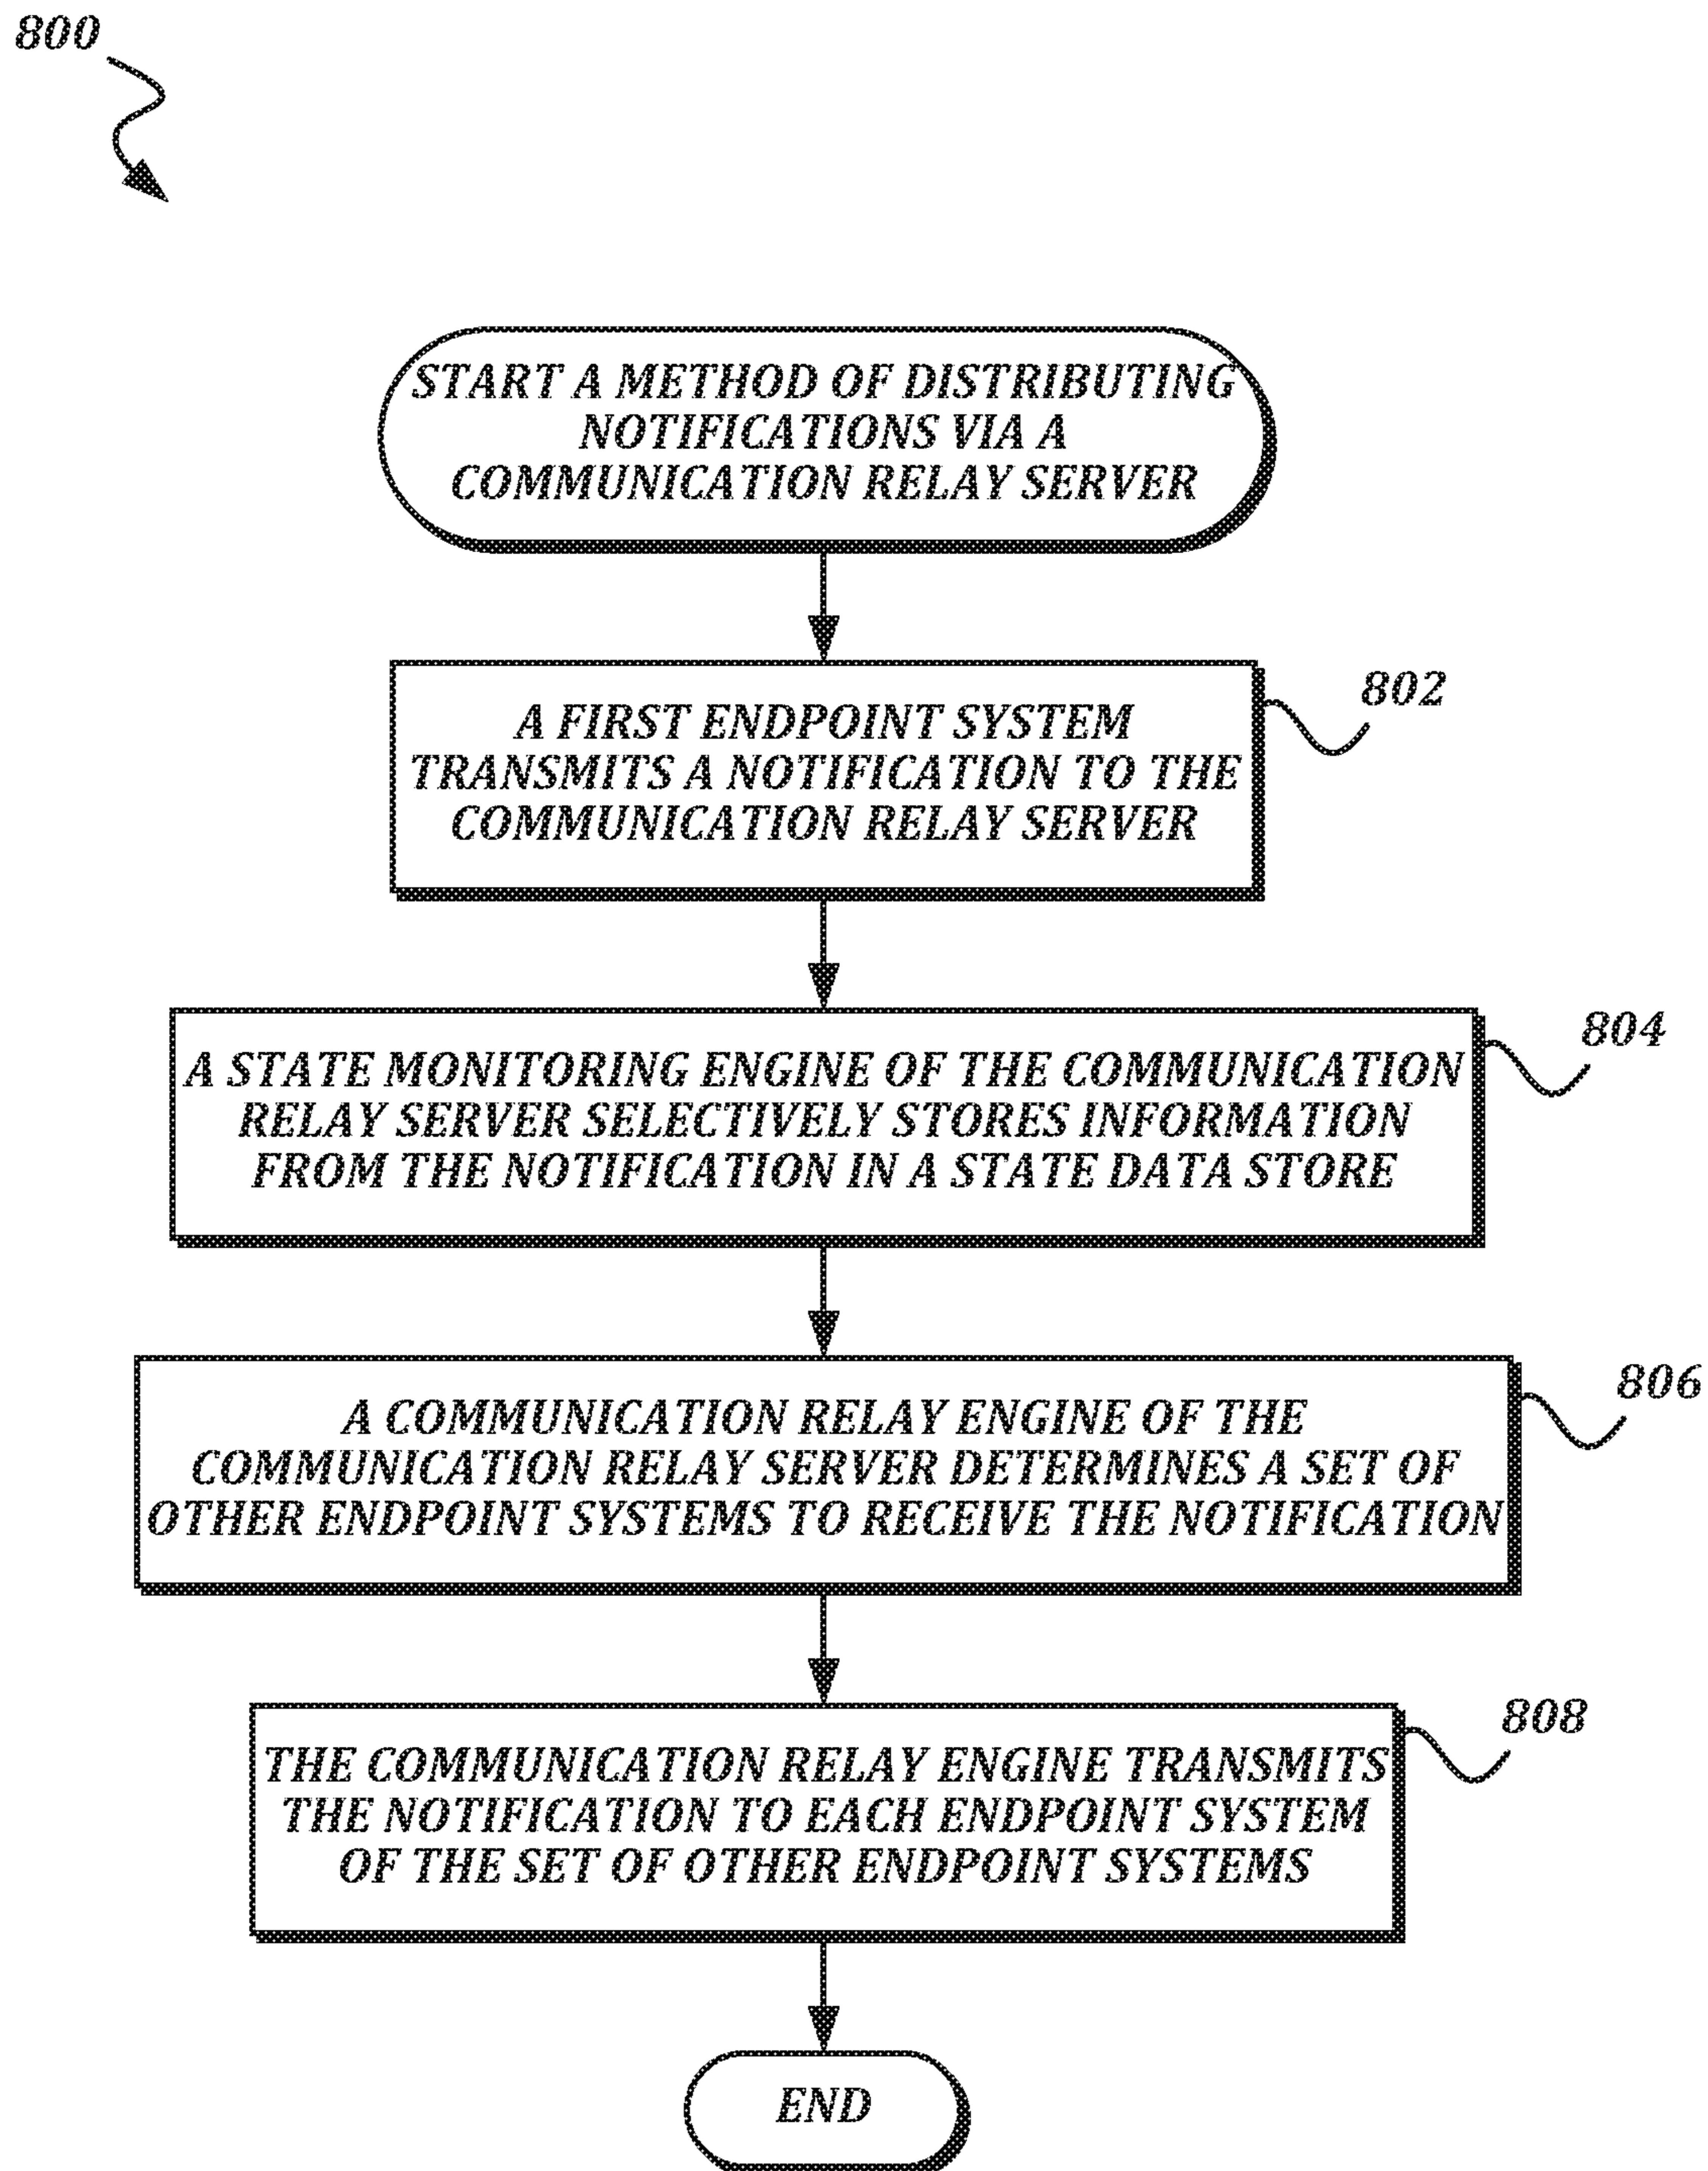 800
START A METHOD OF DISTRIBUTING
NOTIFICATIONS VIA A
COMMUNICATION RELAY SERVER
802
A FIRST ENDPOINT SYSTEM
TRANSMITS A NOTIFICATION TO THE
COMMUNICATION RELAY SERVER
804
A STATE MONITORING ENGINE OF THE COMMUNICATION
RELAY SERVER SELECTIVELY STORES INFORMATION
FROM THE NOTIFICATION IN A STATE DATA STORE
806
A COMMUNICATION RELAY ENGINE OF THE
COMMUNICATION RELAY SERVER DETERMINES A SET OF
OTHER ENDPOINT SYSTEMS TO RECEIVE THE NOTIFICATION
808
THE COMMUNICATION RELAY ENGINE TRANSMITS
THE NOTIFICATION TO EACH ENDPOINT SYSTEM
OF THE SET OF OTHER ENDPOINT SYSTEMS
END